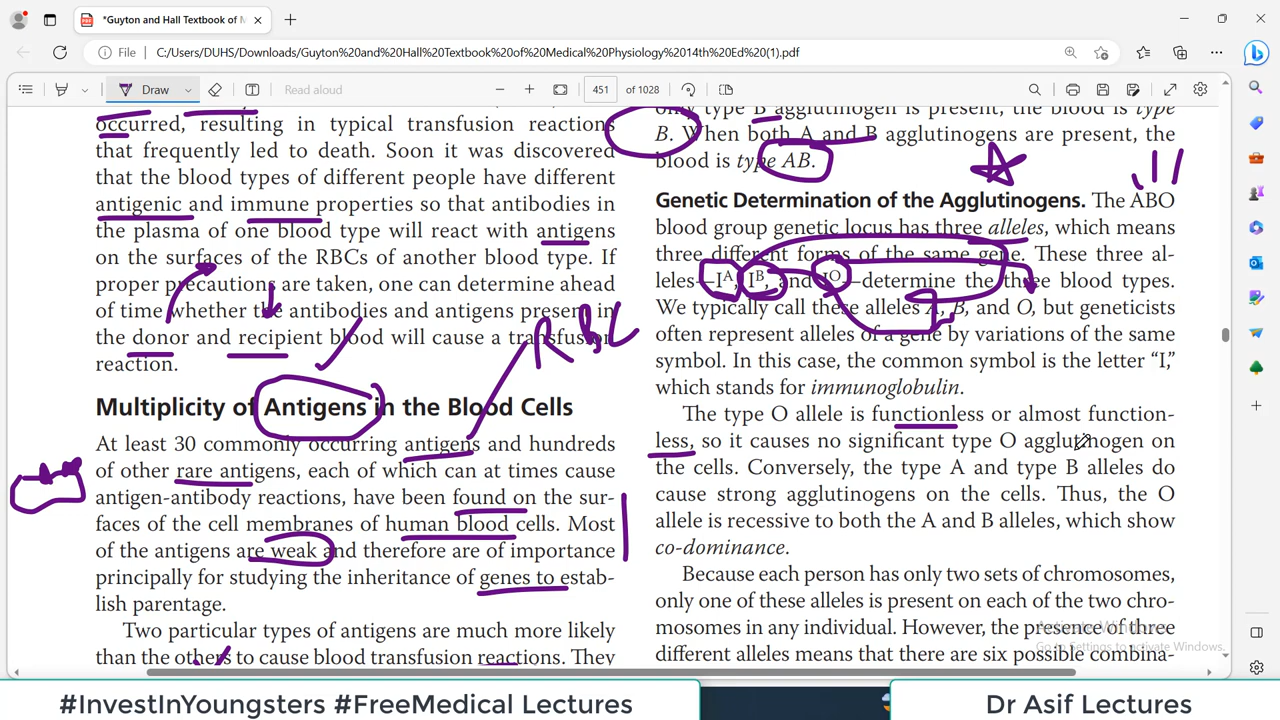 *Guyton and Hall Textbook of M
File
C:/Users/DUHS/Downloads/Guyton%20and%20Hall%20Textbook%20of%20Medical%20Physiology%2014th%20Ed%20(1).pdf
Draw
Read aloud
451 of 1028
occurred, resulting in typical transfusion reactions
that frequently led to death. Soon it was discovered
that the blood types of different people have different
antigenic and immune properties so that antibodies in
the plasma of one blood type will react with antigens
on the surfaces of the RBCs of another blood type. If
proper precautions are taken, one can determine ahead
of time whether the antibodies and antigens present in
the donor and recipient blood will cause a transfusion
reaction.
RBC
Multiplicity of Antigens in the Blood Cells
At least 30 commonly occurring antigens and hundreds
of other rare antigens, each of which can at times cause
antigen-antibody reactions, have been found on the sur-
faces of the cell membranes of human blood cells. Most
of the antigens are weak and therefore are of importance
principally for studying the inheritance of genes to estab-
lish parentage.
Two particular types of antigens are much more likely
than the others to cause blood transfusion reactions. They
only type B agglutinogen is present, the blood is type
B. When both A and B agglutinogens are present, the
blood is type AB.
Genetic Determination of the Agglutinogens. The ABO
blood group genetic locus has three alleles, which means
three different forms of the same gene. These three al-
leles—Iᴬ, Iᴮ, and Iᴼ—determine the three blood types.
We typically call these alleles A, B, and O, but geneticists
often represent alleles of a gene by variations of the same
symbol. In this case, the common symbol is the letter “I,”
which stands for immunoglobulin.
The type O allele is functionless or almost function-
less, so it causes no significant type O agglutinogen on
the cells. Conversely, the type A and type B alleles do
cause strong agglutinogens on the cells. Thus, the O
allele is recessive to both the A and B alleles, which show
co-dominance.
Because each person has only two sets of chromosomes,
only one of these alleles is present on each of the two chro-
mosomes in any individual. However, the presence of three
different alleles means that there are six possible combina-
Activate Windows
Go to Settings to activate Windows.
#InvestInYoungsters #FreeMedical Lectures
Dr Asif Lectures